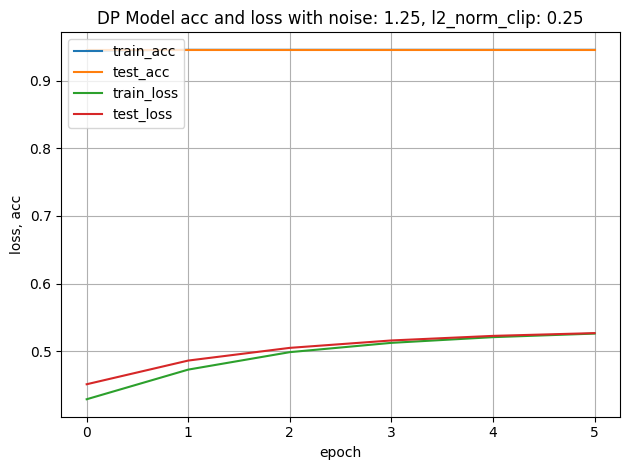 DP Model acc and loss with noise: 1.25, l2_norm_clip: 0.25
train_acc
test_acc
train_loss
test_loss
0.9
0.8
0.7
0.6
0.5
loss, acc
0 1 2 3 4 5
epoch